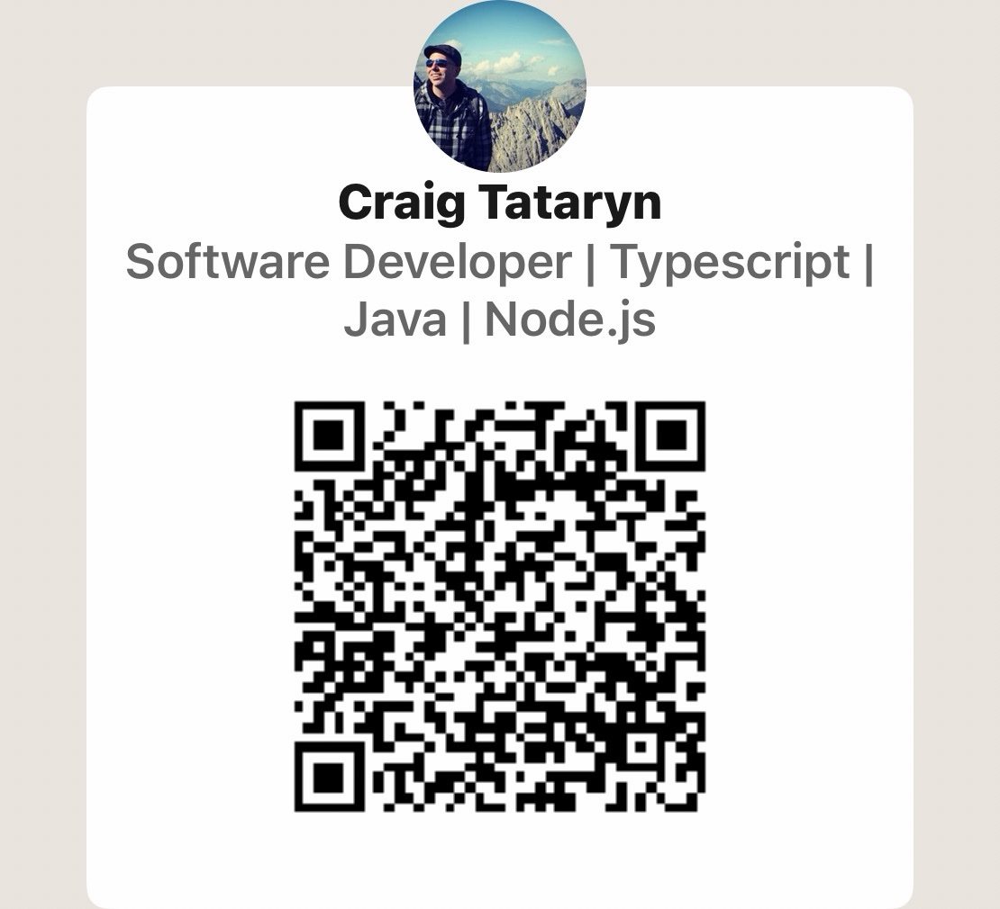 Craig Tataryn
Software Developer | Typescript |
Java | Node.js